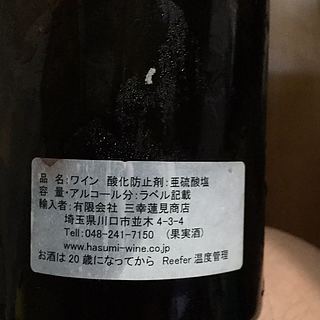 品 名:ワイン 酸化防止剤:亜硫酸塩
容 量・アルコール分:ラベル記載
輸入者:有限会社 三幸蓮見商店
埼玉県川口市並木 4-3-4
Tell:048-241-7150 (果実酒)
www.hasumi-wine.co.jp
お酒は 20 歳になってから Reefer 温度管理